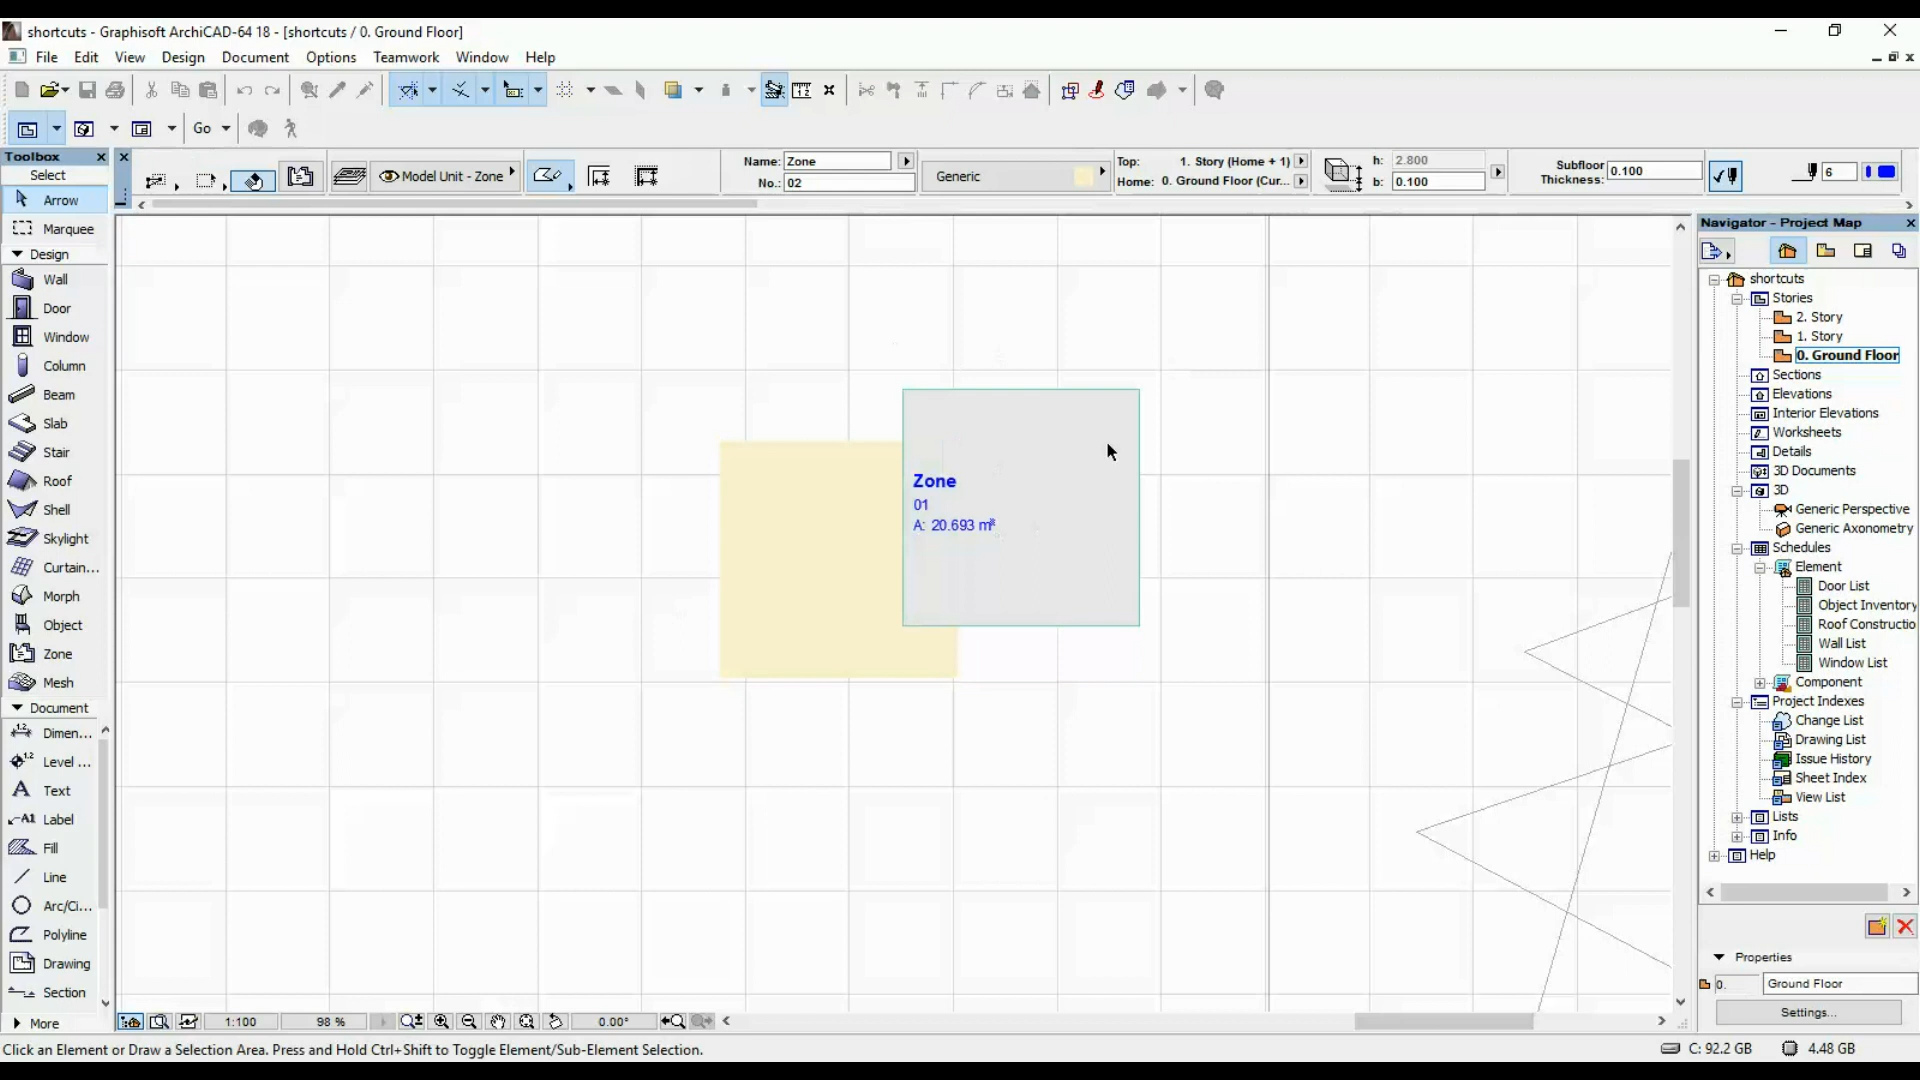 shortcuts - Graphisoft ArchiCAD-64 18 - [shortcuts / 0. Ground Floor]
File Edit View Design Document Options Teamwork Window Help
Go
Toolbox
Select
Arrow
Marquee
Design
Wall
Door
Window
Column
Beam
Slab
Stair
Roof
Shell
Skylight
Curtain...
Morph
Object
Zone
Mesh
Document
Dimen...
Level ...
Text
Label
Fill
Line
Arc/Ci...
Polyline
Drawing
Section
More
Model Unit - Zone
Name: Zone
No.: 02
Generic
Top: 1. Story (Home + 1)
Home: 0. Ground Floor (Cur...
h: 2.800
b: 0.100
Subfloor
Thickness: 0.100
6
Zone
01
A: 20.693 m²
Navigator - Project Map
shortcuts
Stories
2. Story
1. Story
0. Ground Floor
Sections
Elevations
Interior Elevations
Worksheets
Details
3D Documents
3D
Generic Perspective
Generic Axonometry
Schedules
Element
Door List
Object Inventory
Roof Constructio
Wall List
Window List
Component
Project Indexes
Change List
Drawing List
Issue History
Sheet Index
View List
Lists
Info
Help
Properties
0. Ground Floor
Settings...
1:100 98 % 0.00°
Click an Element or Draw a Selection Area. Press and Hold Ctrl+Shift to Toggle Element/Sub-Element Selection.
C: 92.2 GB 4.48 GB